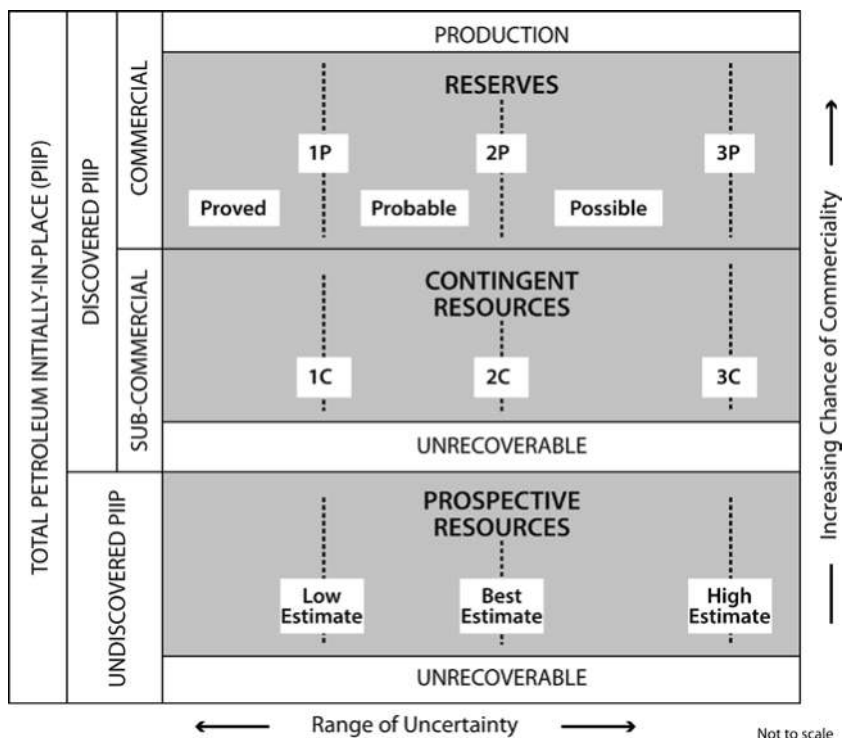 TOTAL PETROLEUM INITIALLY-IN-PLACE (PIIP)
DISCOVERED PIIP
COMMERCIAL
PRODUCTION
RESERVES
1P
2P
3P
Proved
Probable
Possible
SUB-COMMERCIAL
CONTINGENT
RESOURCES
1C
2C
3C
UNRECOVERABLE
UNDISCOVERED PIIP
PROSPECTIVE
RESOURCES
Low
Estimate
Best
Estimate
High
Estimate
UNRECOVERABLE
Increasing Chance of Commerciality
Range of Uncertainty
Not to scale